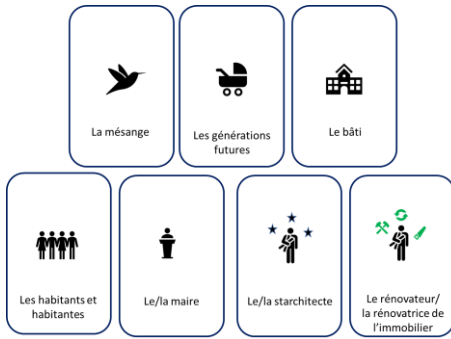 La mésange
Les générations
futures
Le bâti
Les habitants et
habitantes
Le/la maire
Le/la starchitecte
Le rénovateur/
la rénovatrice de
l'immobilier